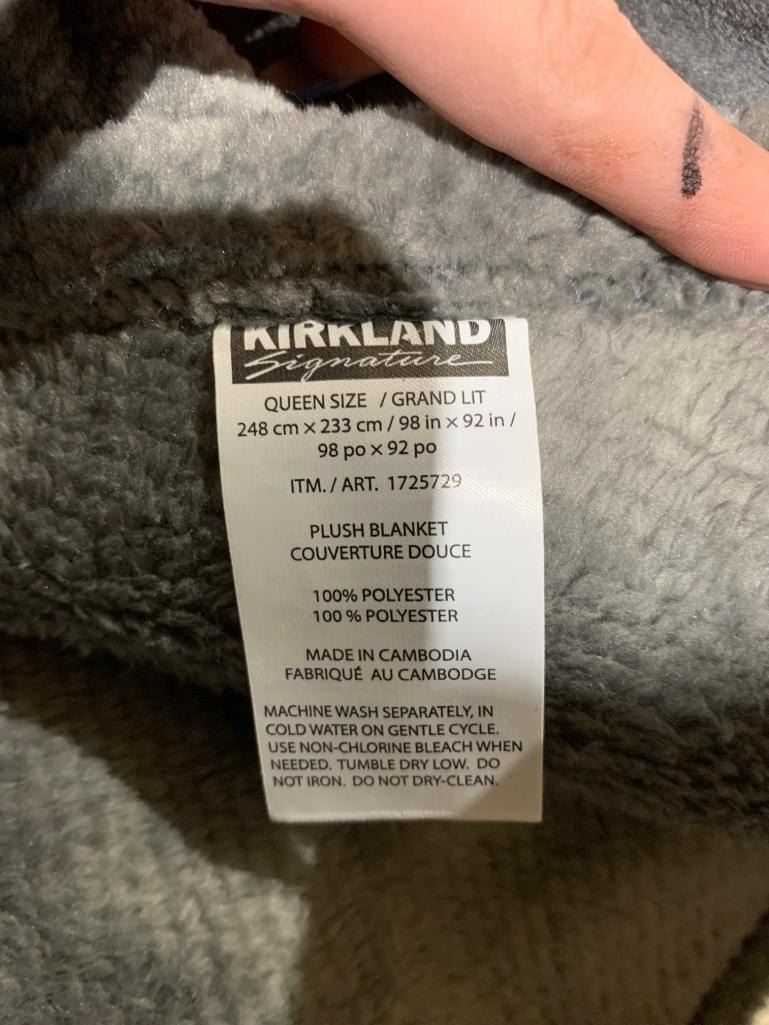 KIRKLAND
Signature
QUEEN SIZE / GRAND LIT
248 cm × 233 cm / 98 in × 92 in /
98 po × 92 po
ITM. / ART. 1725729
PLUSH BLANKET
COUVERTURE DOUCE
100% POLYESTER
100 % POLYESTER
MADE IN CAMBODIA
FABRIQUÉ AU CAMBODGE
MACHINE WASH SEPARATELY, IN
COLD WATER ON GENTLE CYCLE.
USE NON-CHLORINE BLEACH WHEN
NEEDED. TUMBLE DRY LOW. DO
NOT IRON. DO NOT DRY-CLEAN.